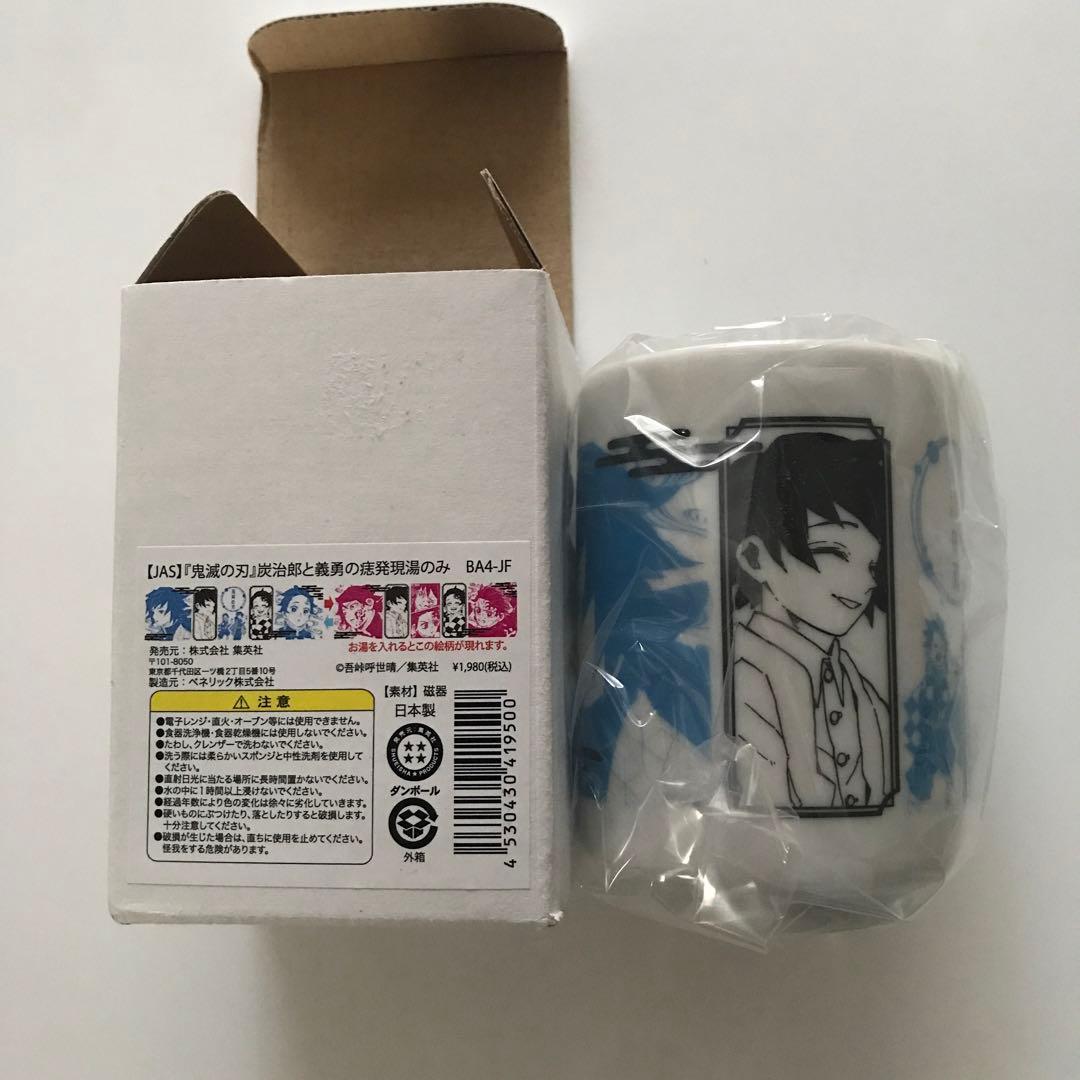 【JAS】『鬼滅の刃』炭治郎と義勇の痣発現湯のみ BA4-JF
お湯を入れるとこの絵柄が現れます。
発売元：株式会社 集英社
〒101-8050
東京都千代田区一ツ橋2丁目5番10号
製造元：ベネリック株式会社
©吾峠呼世晴／集英社 ¥1,980(税込)
注意
●電子レンジ・直火・オーブン等には使用できません。
●食器洗浄機・食器乾燥機には使用しないでください。
●たわし、クレンザーで洗わないでください。
●洗う際には柔らかいスポンジと中性洗剤を使用して
ください。
●直射日光に当たる場所に長時間置かないでください。
●水の中に1時間以上浸けないでください。
●経過年数により色の変化は徐々に劣化していきます。
●硬いものにぶつけたり、落としたりすると破損します。
十分注意してください。
●破損が生じた場合は、直ちに使用を止めてください。
怪我をする危険があります。
【素材】磁器
日本製
発売元・集英社
SHUEISHA★PRODUCTS
ダンボール
外箱
4 530430 419500